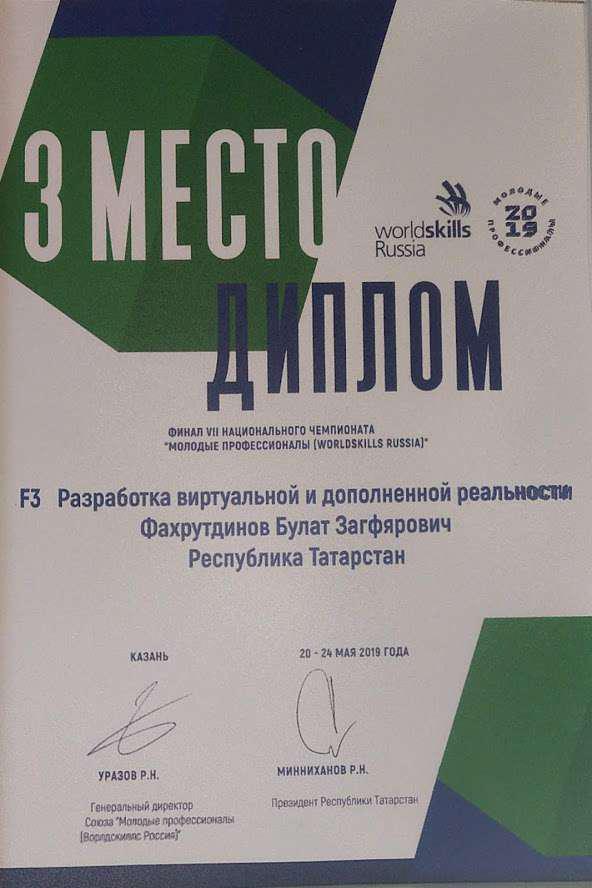 3 МЕСТО
worldskills
Russia
МОЛОДЫЕ ПРОФЕССИОНАЛЫ
20
19
ДИПЛОМ
ФИНАЛ VII НАЦИОНАЛЬНОГО ЧЕМПИОНАТА
"МОЛОДЫЕ ПРОФЕССИОНАЛЫ (WORLDSKILLS RUSSIA)"
F3 Разработка виртуальной и дополненной реальности
Фахрутдинов Булат Загфярович
Республика Татарстан
КАЗАНЬ
20 - 24 МАЯ 2019 ГОДА
УРАЗОВ Р.Н.
МИННИХАНОВ Р.Н.
Генеральный директор
Союза "Молодые профессионалы
(Ворлдскиллс Россия)"
Президент Республики Татарстан